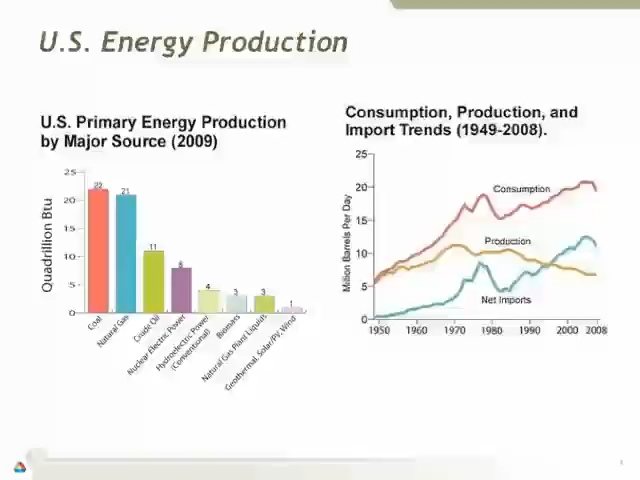 U.S. Energy Production
U.S. Primary Energy Production
by Major Source (2009)
Quadrillion Btu
25
20
15
10
5
0
22
21
11
8
4
3
3
1
Coal
Natural Gas
Crude Oil
Nuclear Electric Power
Hydroelectric Power
(Conventional)
Biomass
Natural Gas Plant Liquids
Geothermal, Solar/PV, Wind
Consumption, Production, and
Import Trends (1949-2008).
Million Barrels Per Day
25
20
15
10
5
0
Consumption
Production
Net Imports
1950
1960
1970
1980
1990
2000
2008